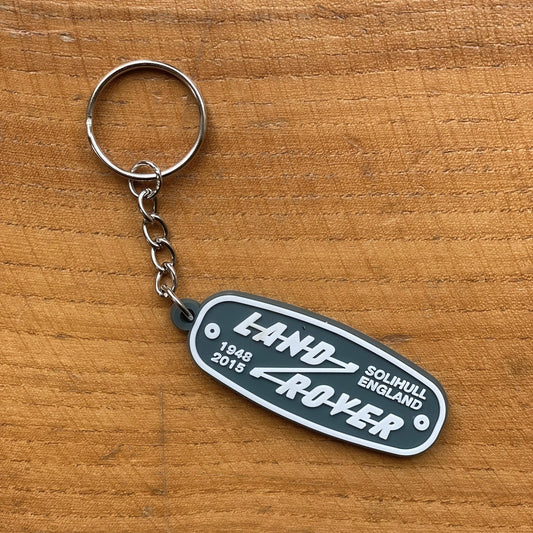 LAND
1948
2015
SOLIHULL
ENGLAND
ROVER